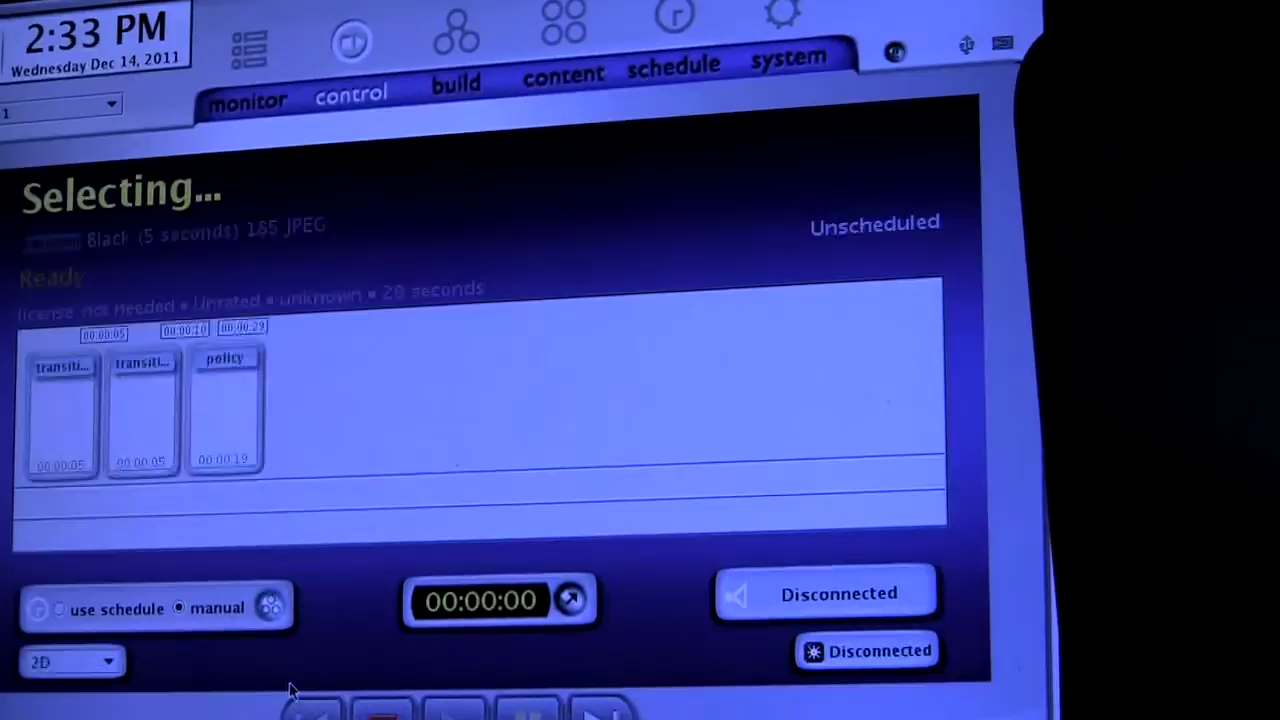 2:33 PM
Wednesday Dec 14, 2011
1
monitor control build content schedule system
Selecting...
Black (5 seconds) 185 JPEG
Unscheduled
Ready
license not needed • Unrated • unknown • 28 seconds
00:00:05 00:00:10 00:00:29
transiti... transiti... policy
00:00:05 00:00:05 00:00:19
use schedule manual
00:00:00
Disconnected
2D
Disconnected